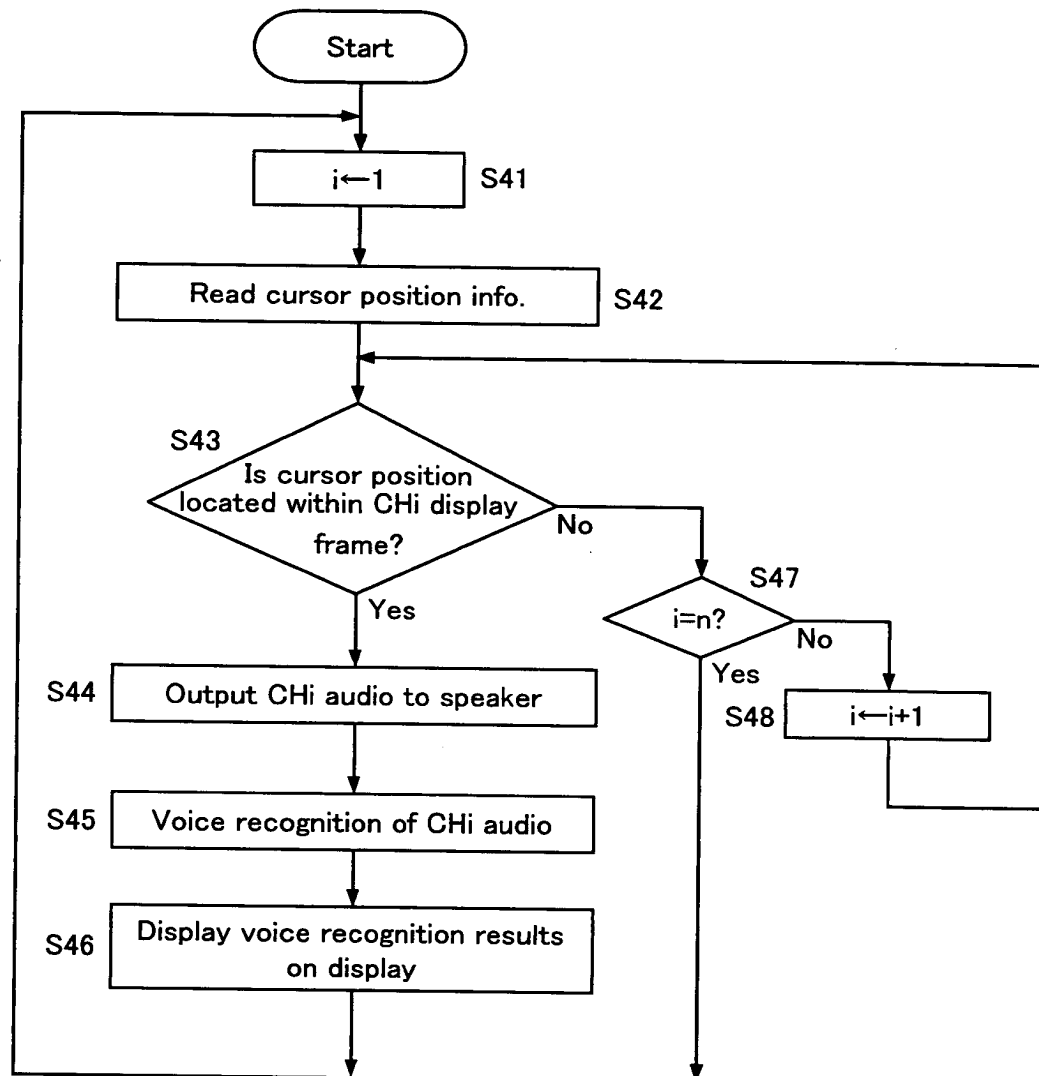 Start
i←1
S41
Read cursor position info.
S42
S43
Is cursor position
located within CHi display
frame?
No
Yes
S47
i=n?
No
Yes
S44
Output CHi audio to speaker
S48
i←i+1
S45
Voice recognition of CHi audio
S46
Display voice recognition results
on display